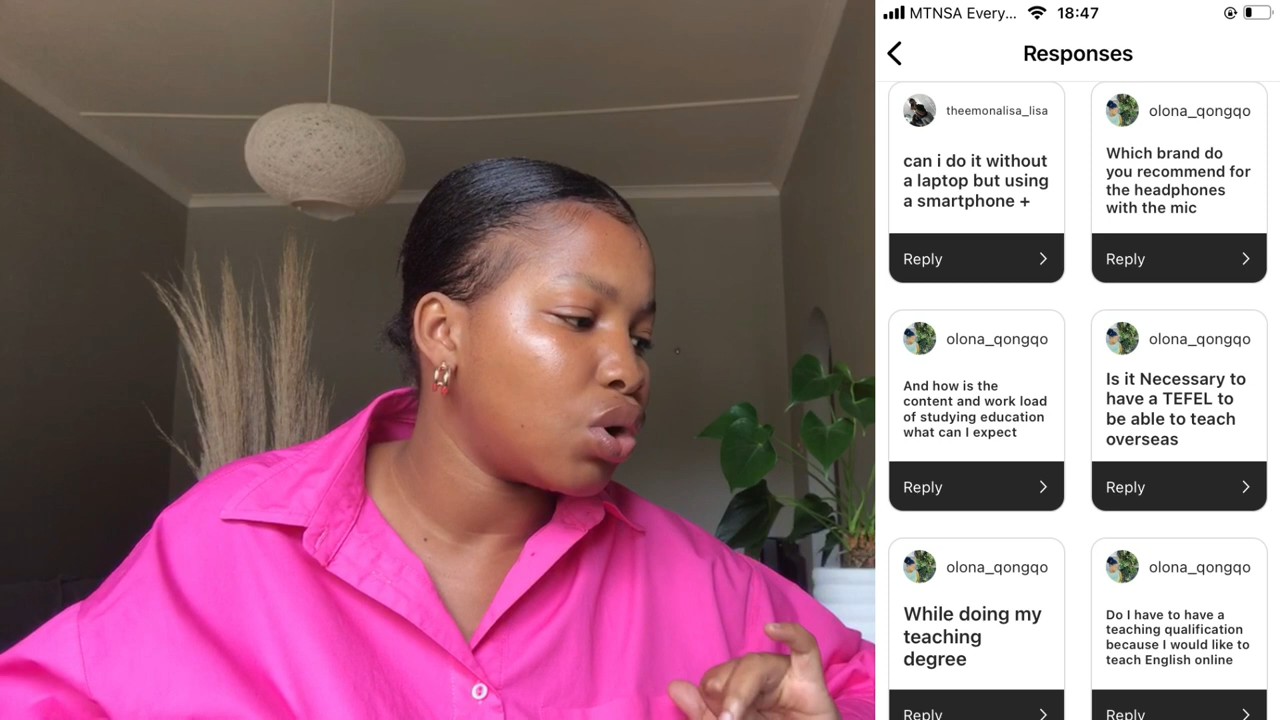 MTNSA Every... 18:47
Responses
theemonalisa_lisa
can i do it without
a laptop but using
a smartphone +
Reply
olona_qongqo
Which brand do
you recommend for
the headphones
with the mic
Reply
olona_qongqo
And how is the
content and work load
of studying education
what can I expect
Reply
olona_qongqo
Is it Necessary to
have a TEFEL to
be able to teach
overseas
Reply
olona_qongqo
While doing my
teaching
degree
Reply
olona_qongqo
Do I have to have a
teaching qualification
because I would like to
teach English online
Reply